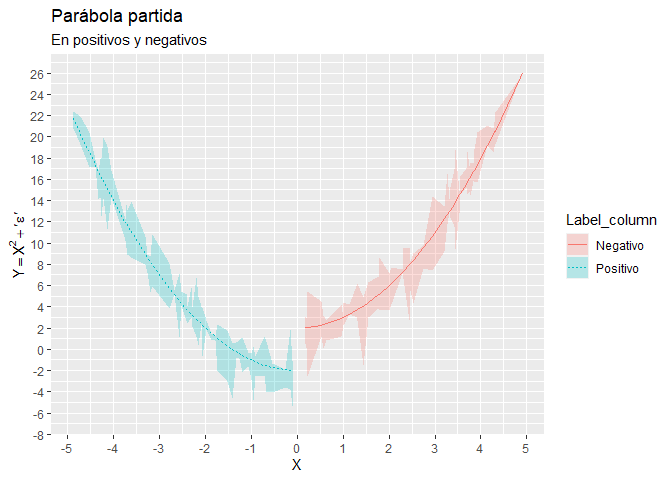 Parábola partida
En positivos y negativos
26
24
22
20
18
16
14
12
10
8
6
4
2
0
-2
-4
-6
-8
Y = X² + ′ε′
-5 -4 -3 -2 -1 0 1 2 3 4 5
X
Label_column
Negativo
Positivo